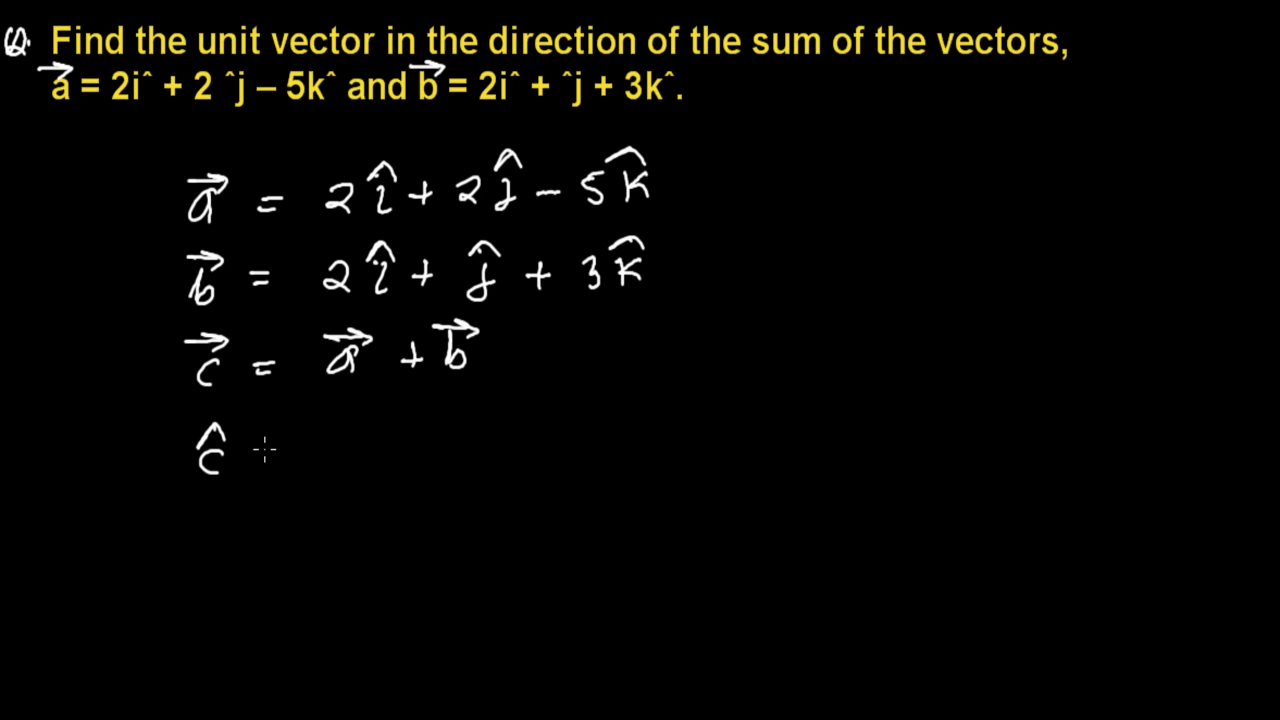 Q. Find the unit vector in the direction of the sum of the vectors,
a⃗ = 2iˆ + 2 ˆj – 5kˆ and b⃗ = 2iˆ + ˆj + 3kˆ.
a⃗ = 2î + 2ĵ - 5k̂
b⃗ = 2î + ĵ + 3k̂
c⃗ = a⃗ + b⃗
ĉ